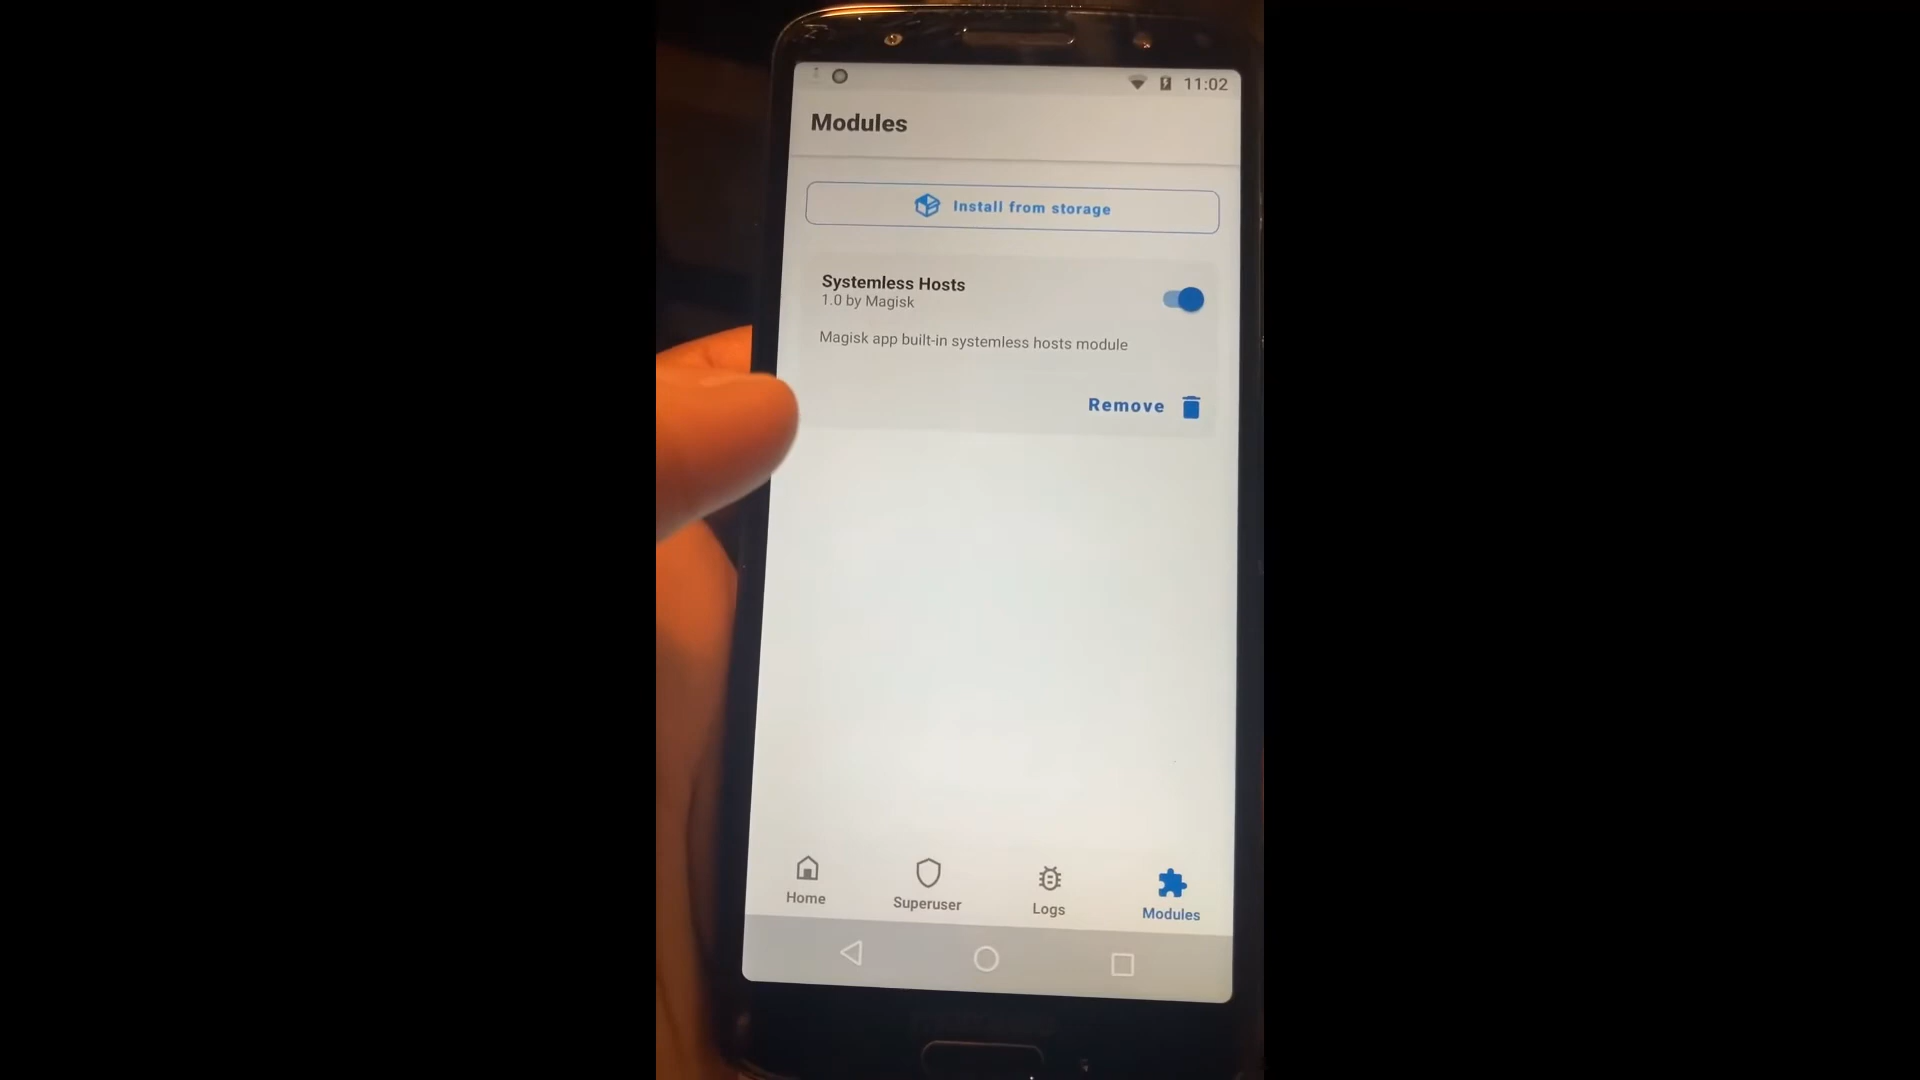 11:02
Modules
Install from storage
Systemless Hosts
1.0 by Magisk
Magisk app built-in systemless hosts module
Remove
Home
Superuser
Logs
Modules